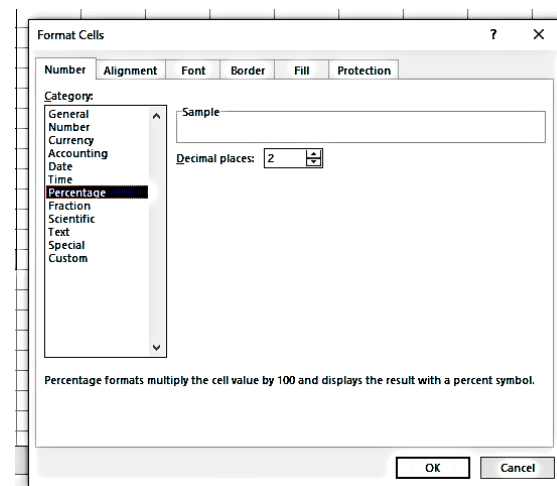 Format Cells ? X
Number Alignment Font Border Fill Protection
Category:
General
Number
Currency
Accounting
Date
Time
Percentage
Fraction
Scientific
Text
Special
Custom
Sample
Decimal places: 2
Percentage formats multiply the cell value by 100 and displays the result with a percent symbol.
OK Cancel